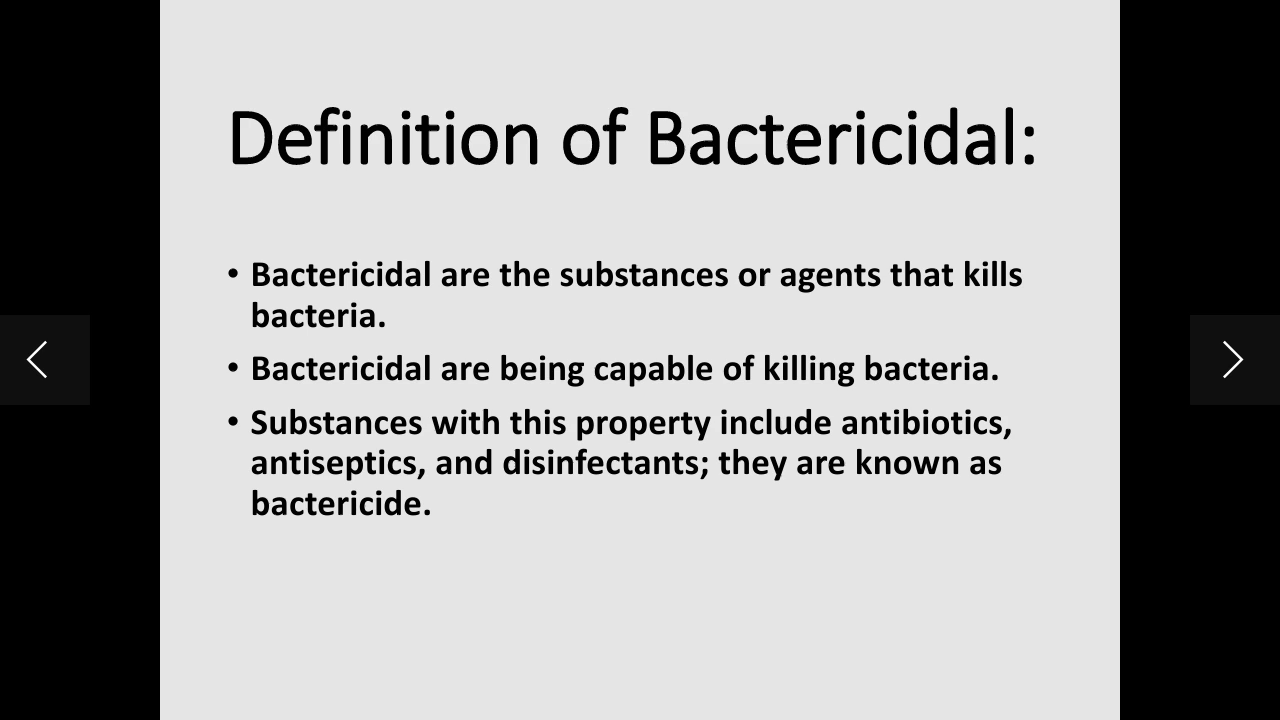 Definition of Bactericidal:
• Bactericidal are the substances or agents that kills
bacteria.
• Bactericidal are being capable of killing bacteria.
• Substances with this property include antibiotics,
antiseptics, and disinfectants; they are known as
bactericide.